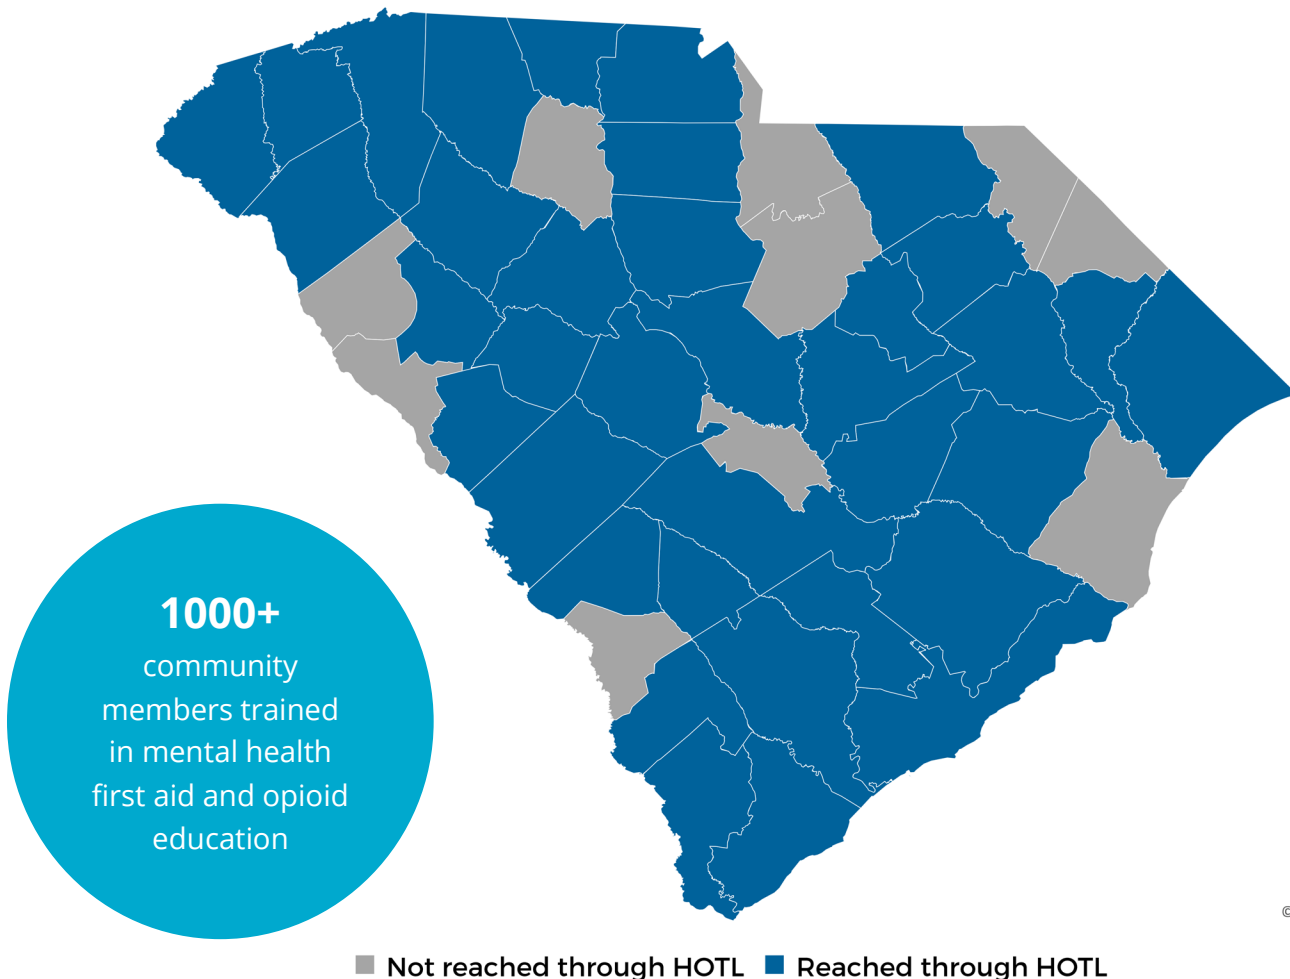 1000+
community
members trained
in mental health
first aid and opioid
education
©
Not reached through HOTL
Reached through HOTL